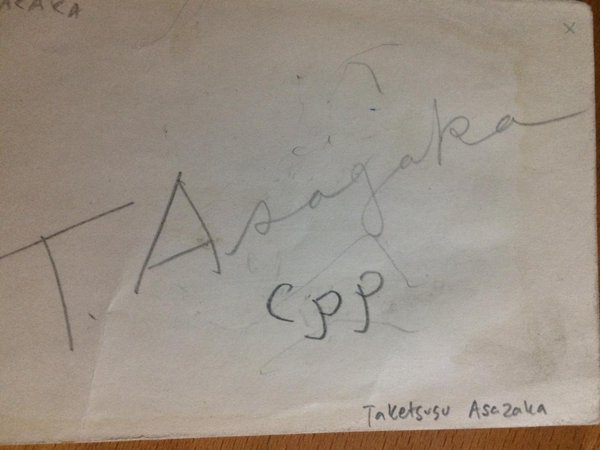 T. Asagaka
cpp
Taketsugu Asazaka